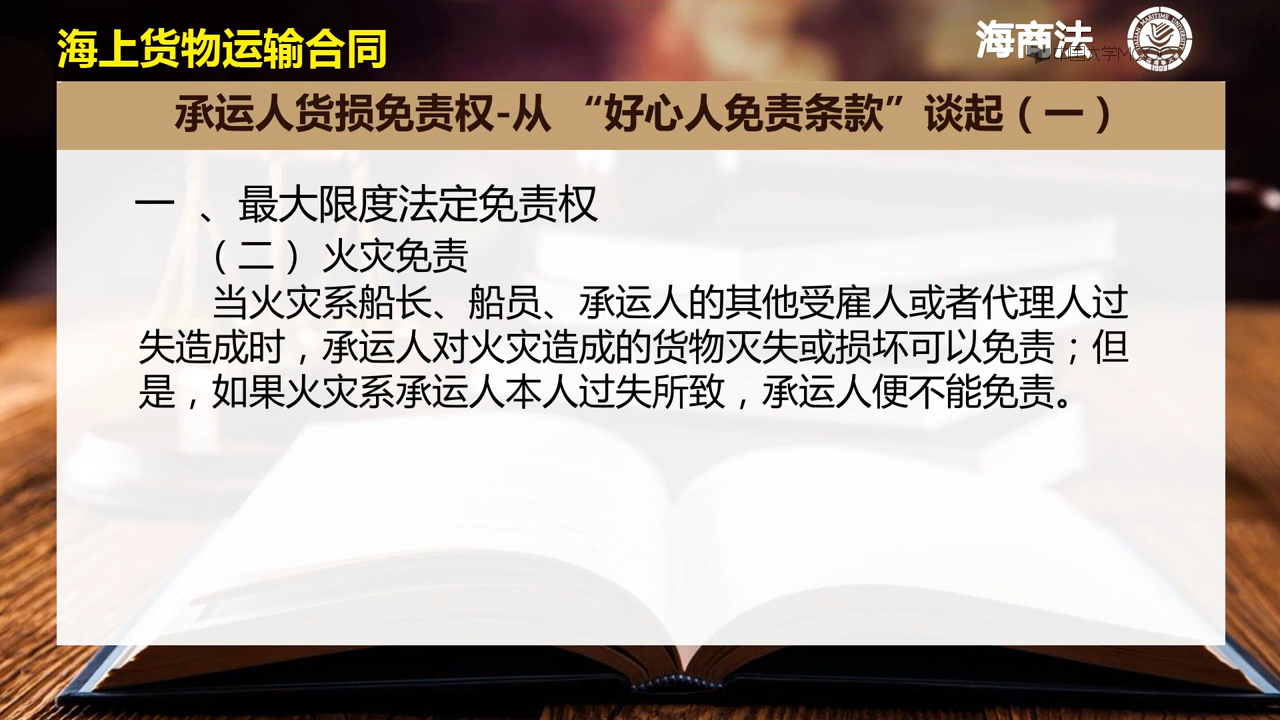 海上货物运输合同
海商法
中国大学M
承运人货损免责权-从 “好心人免责条款”谈起（一）
一 、最大限度法定免责权
（二） 火灾免责
当火灾系船长、船员、承运人的其他受雇人或者代理人过
失造成时，承运人对火灾造成的货物灭失或损坏可以免责；但
是，如果火灾系承运人本人过失所致，承运人便不能免责。